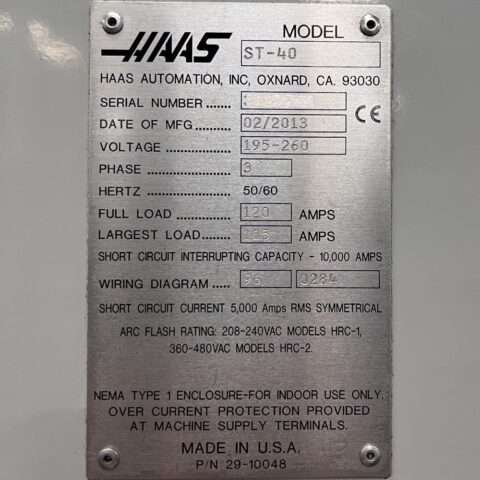 HAAS
MODEL
ST-40
HAAS AUTOMATION, INC, OXNARD, CA. 93030
SERIAL NUMBER ......
CE
DATE OF MFG .......... 02/2013
VOLTAGE ................ 195-260
PHASE .................... 3
HERTZ .................... 50/60
FULL LOAD .............. 120 AMPS
LARGEST LOAD........ AMPS
SHORT CIRCUIT INTERRUPTING CAPACITY - 10,000 AMPS
WIRING DIAGRAM ..... 96 0284
SHORT CIRCUIT CURRENT 5,000 Amps RMS SYMMETRICAL
ARC FLASH RATING: 208-240VAC MODELS HRC-1,
360-480VAC MODELS HRC-2.
NEMA TYPE 1 ENCLOSURE-FOR INDOOR USE ONLY.
OVER CURRENT PROTECTION PROVIDED
AT MACHINE SUPPLY TERMINALS.
MADE IN U.S.A.
P/N 29-10048